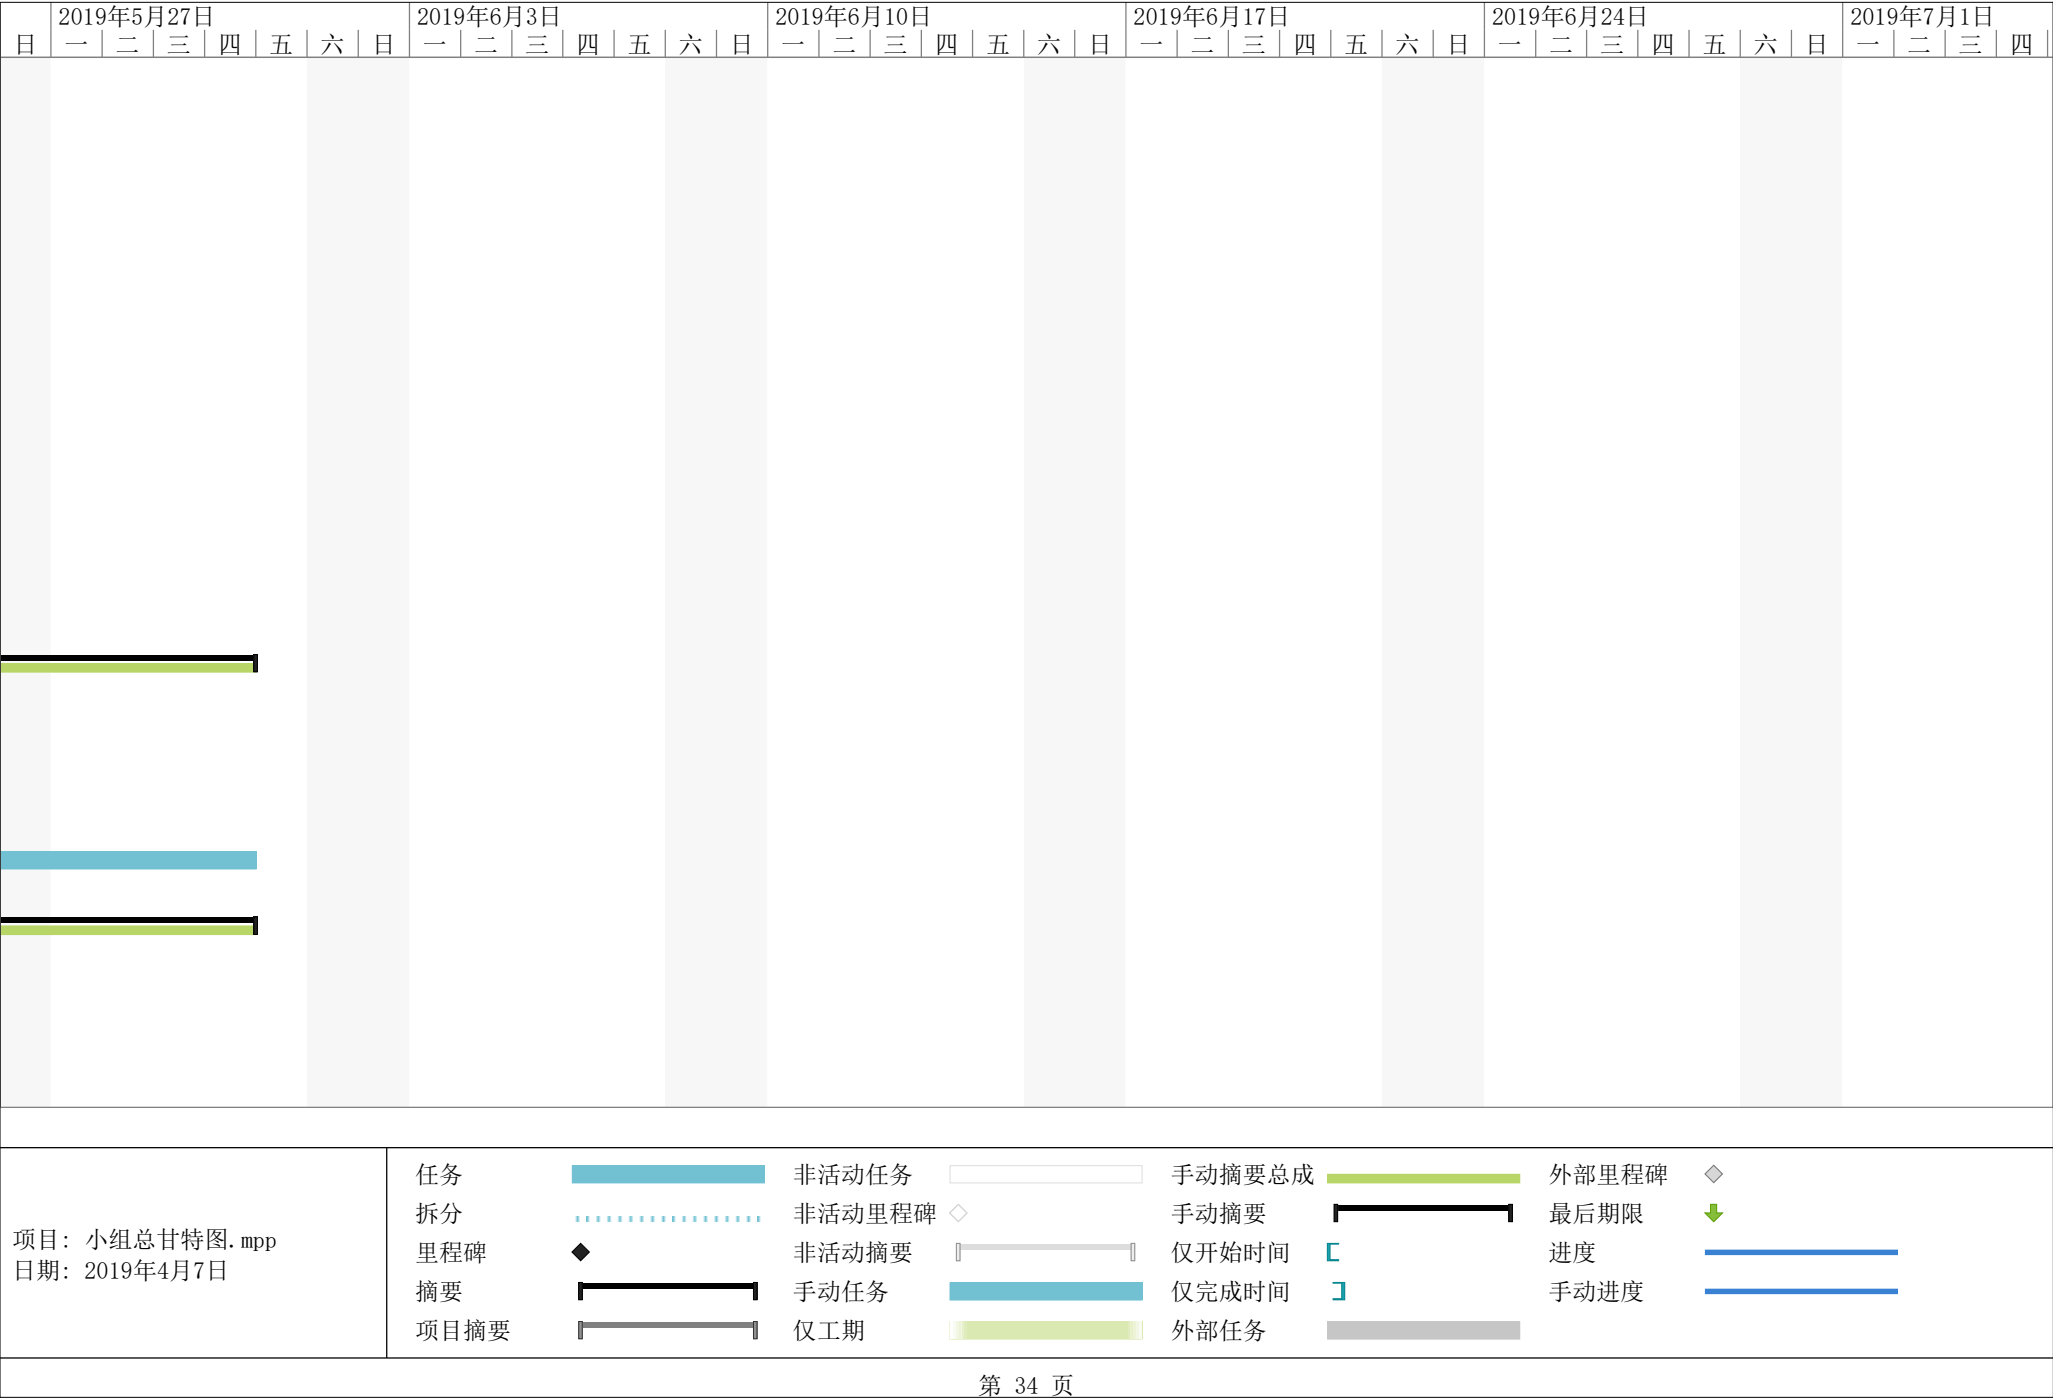 2019年5月27日 2019年6月3日 2019年6月10日 2019年6月17日 2019年6月24日 2019年7月1日
日 一 二 三 四 五 六 日 一 二 三 四 五 六 日 一 二 三 四 五 六 日 一 二 三 四 五 六 日 一 二 三 四 五 六 日 一 二 三 四
项目: 小组总甘特图.mpp
日期: 2019年4月7日
任务
拆分
里程碑
摘要
项目摘要
非活动任务
非活动里程碑
非活动摘要
手动任务
仅工期
手动摘要总成
手动摘要
仅开始时间
仅完成时间
外部任务
外部里程碑
最后期限
进度
手动进度
第 34 页